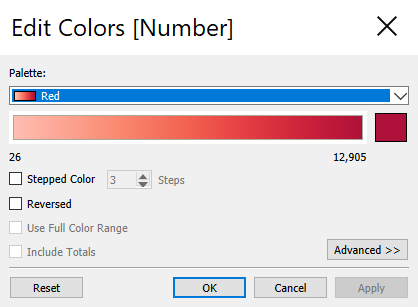 Edit Colors [Number]
Palette:
Red
26 12,905
Stepped Color 3 Steps
Reversed
Use Full Color Range
Include Totals
Advanced >>
Reset OK Cancel Apply